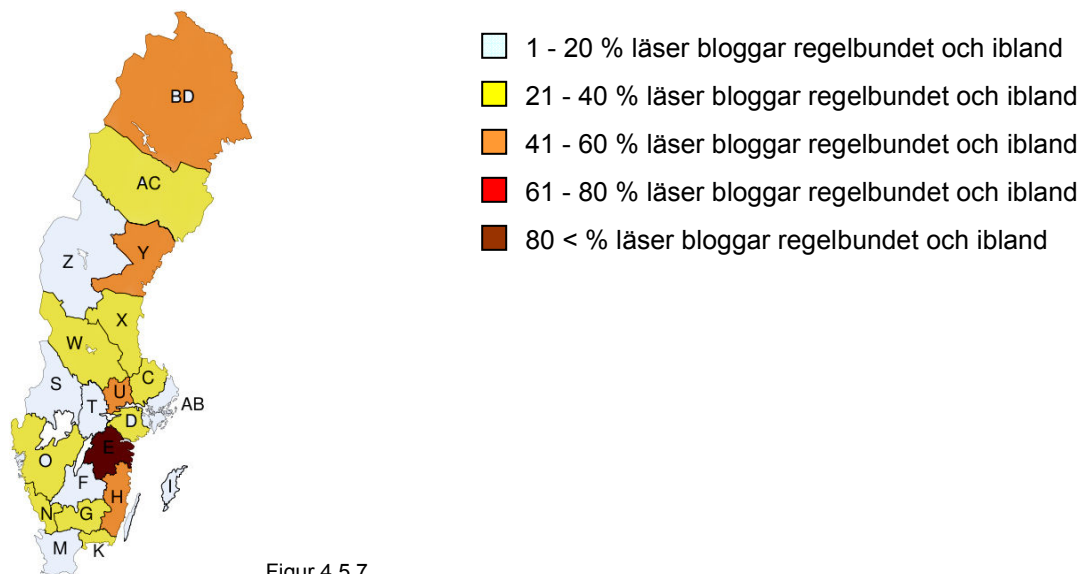 1 - 20 % läser bloggar regelbundet och ibland
21 - 40 % läser bloggar regelbundet och ibland
41 - 60 % läser bloggar regelbundet och ibland
61 - 80 % läser bloggar regelbundet och ibland
80 < % läser bloggar regelbundet och ibland
BD
AC
Y
Z
X
W
C
S
U
T
AB
D
E
O
F
I
H
N
G
M
K
Figur 4.5.7